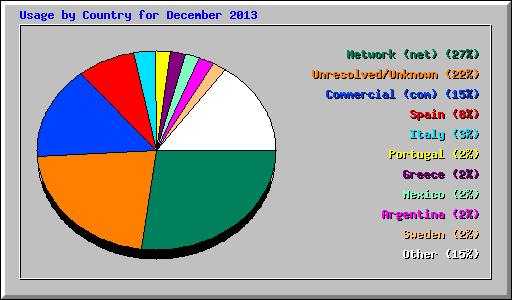 Usage by Country for December 2013
Network (net) (27%)
Unresolved/Unknown (22%)
Commercial (com) (15%)
Spain (8%)
Italy (3%)
Portugal (2%)
Greece (2%)
Mexico (2%)
Argentina (2%)
Sweden (2%)
Other (15%)